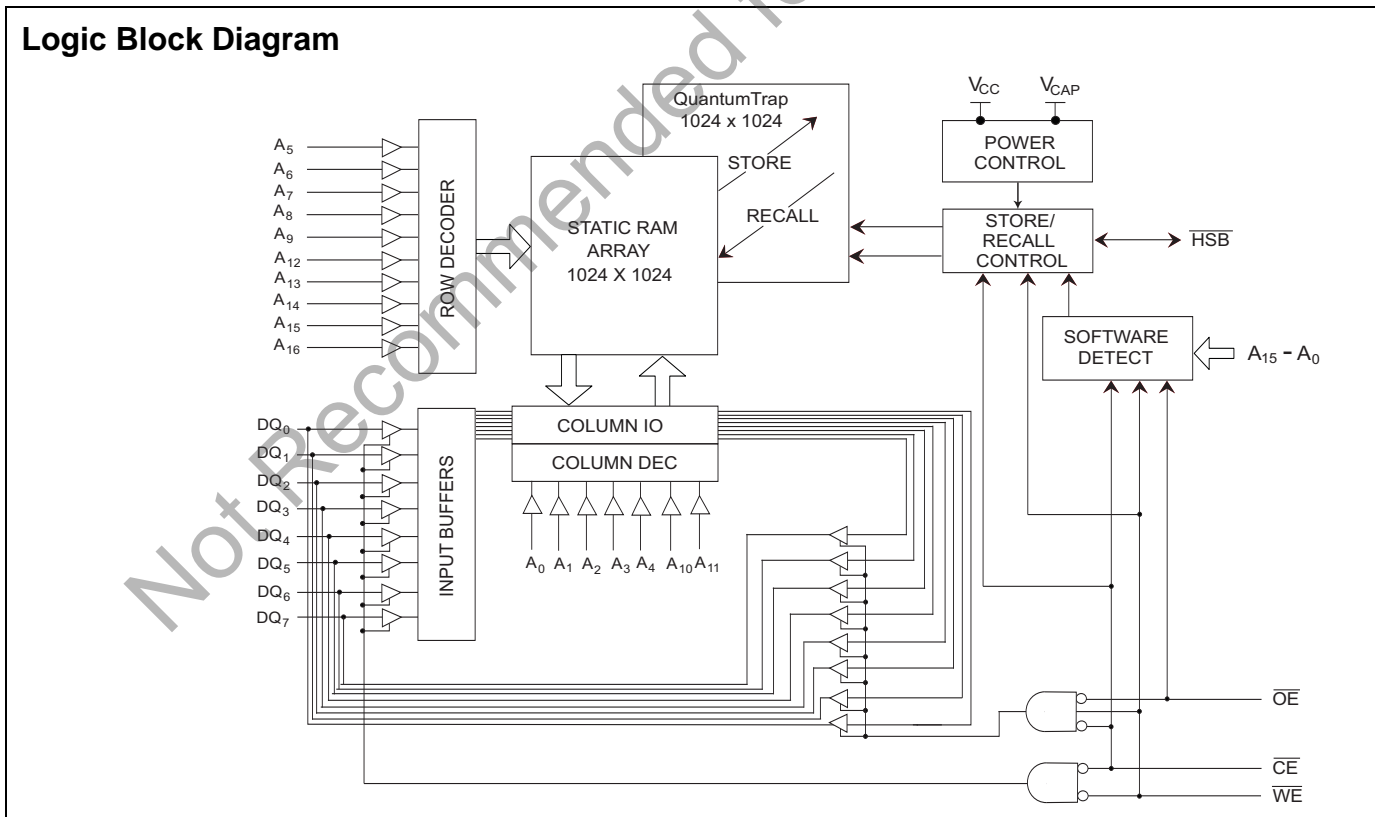 Logic Block Diagram
Not Recommended fo
QuantumTrap
1024 x 1024
STORE
RECALL
STATIC RAM
ARRAY
1024 X 1024
V_CC
V_CAP
POWER
CONTROL
STORE/
RECALL
CONTROL
HSB
SOFTWARE
DETECT
A15 - A0
A5
A6
A7
A8
A9
A12
A13
A14
A15
A16
ROW DECODER
DQ0
DQ1
DQ2
DQ3
DQ4
DQ5
DQ6
DQ7
INPUT BUFFERS
COLUMN IO
COLUMN DEC
A0 A1 A2 A3 A4 A10 A11
OE
CE
WE